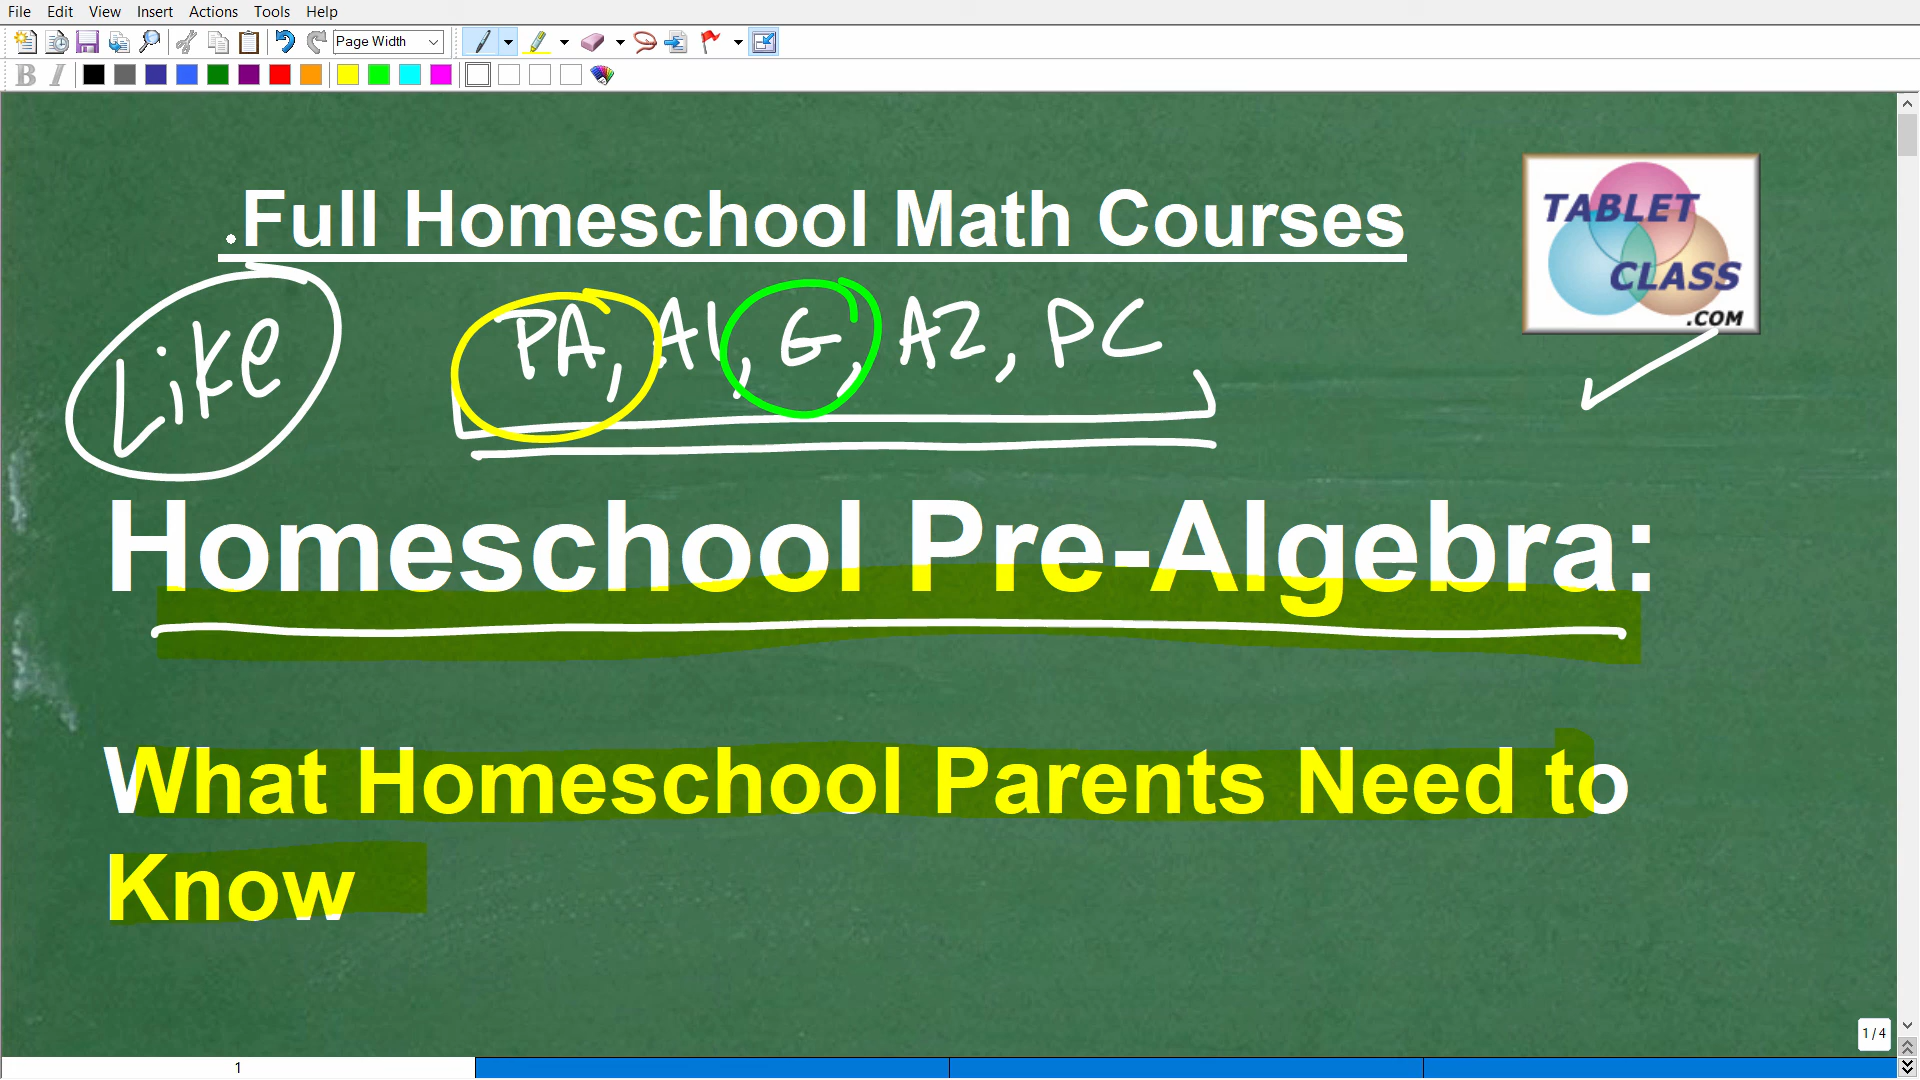 File Edit View Insert Actions Tools Help
Page Width
B I
Full Homeschool Math Courses
TABLET
CLASS
.COM
Like
PA, A1, G, A2, PC
Homeschool Pre-Algebra:
What Homeschool Parents Need to
Know
1 / 4
1